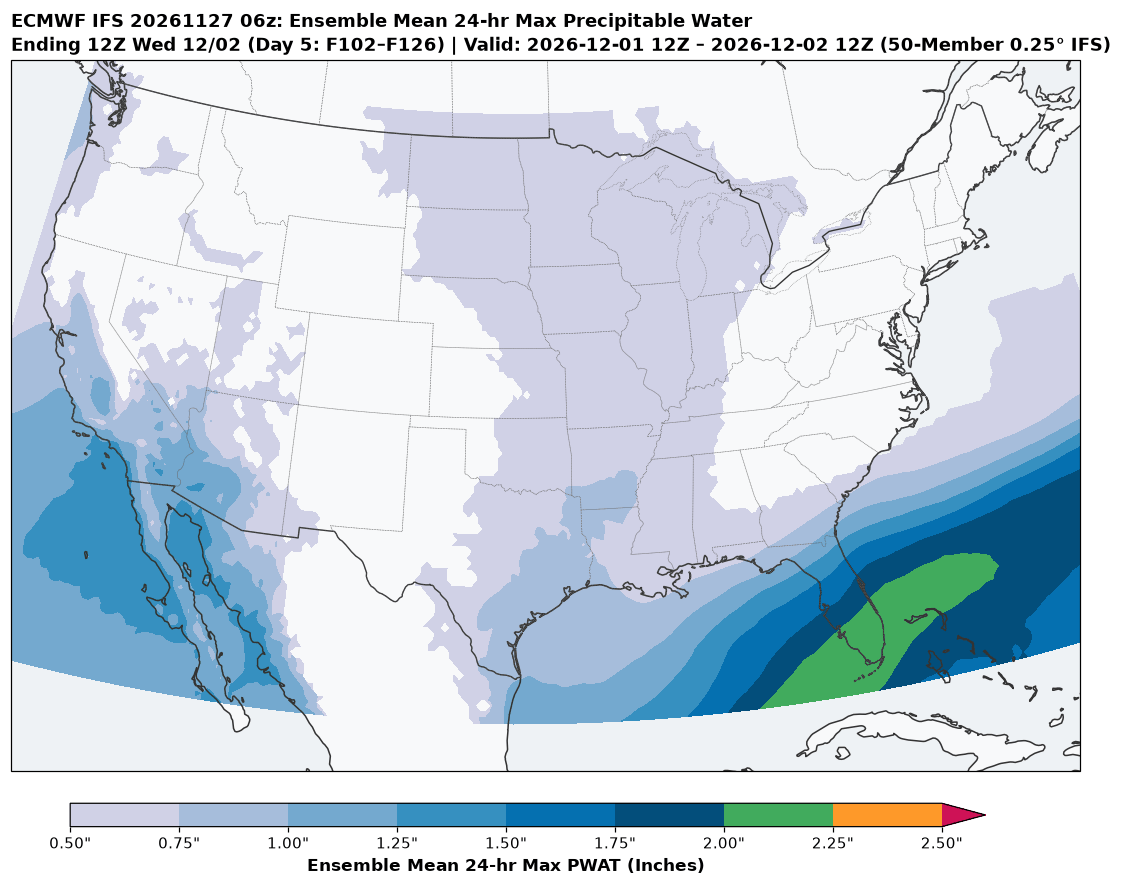 ECMWF IFS 20261127 06z: Ensemble Mean 24-hr Max Precipitable Water
Ending 12Z Wed 12/02 (Day 5: F102–F126) | Valid: 2026-12-01 12Z – 2026-12-02 12Z (50-Member 0.25° IFS)
0.50" 0.75" 1.00" 1.25" 1.50" 1.75" 2.00" 2.25" 2.50"
Ensemble Mean 24-hr Max PWAT (Inches)